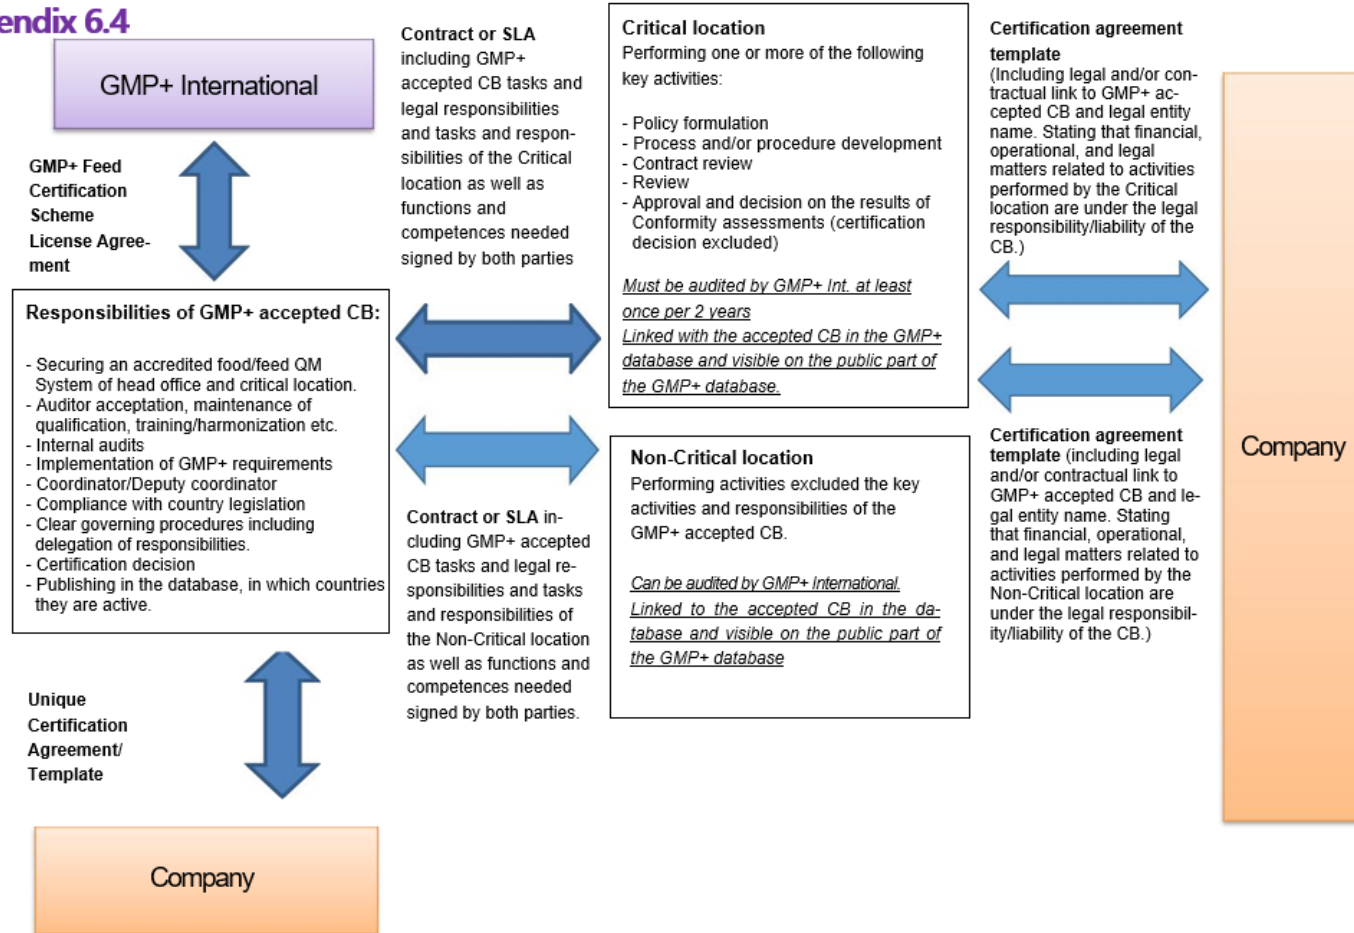 endix 6.4
GMP+ International
GMP+ Feed
Certification
Scheme
License Agree-
ment
Responsibilities of GMP+ accepted CB:
- Securing an accredited food/feed QM
System of head office and critical location.
- Auditor acceptation, maintenance of
qualification, training/harmonization etc.
- Internal audits
- Implementation of GMP+ requirements
- Coordinator/Deputy coordinator
- Compliance with country legislation
- Clear governing procedures including
delegation of responsibilities.
- Certification decision
- Publishing in the database, in which countries
they are active.
Unique
Certification
Agreement/
Template
Company
Contract or SLA
including GMP+
accepted CB tasks and
legal responsibilities
and tasks and respon-
sibilities of the Critical
location as well as
functions and
competences needed
signed by both parties
Contract or SLA in-
cluding GMP+ accepted
CB tasks and legal re-
sponsibilities and tasks
and responsibilities of
the Non-Critical location
as well as functions and
competences needed
signed by both parties.
Critical location
Performing one or more of the following
key activities:
- Policy formulation
- Process and/or procedure development
- Contract review
- Review
- Approval and decision on the results of
Conformity assessments (certification
decision excluded)
Must be audited by GMP+ Int. at least
once per 2 years
Linked with the accepted CB in the GMP+
database and visible on the public part of
the GMP+ database.
Non-Critical location
Performing activities excluded the key
activities and responsibilities of the
GMP+ accepted CB.
Can be audited by GMP+ International.
Linked to the accepted CB in the da-
tabase and visible on the public part of
the GMP+ database
Certification agreement
template
(Including legal and/or con-
tractual link to GMP+ ac-
cepted CB and legal entity
name. Stating that financial,
operational, and legal
matters related to activities
performed by the Critical
location are under the legal
responsibility/liability of the
CB.)
Certification agreement
template (including legal
and/or contractual link to
GMP+ accepted CB and le-
gal entity name. Stating
that financial, operational,
and legal matters related to
activities performed by the
Non-Critical location are
under the legal responsibil-
ity/liability of the CB.)
Company